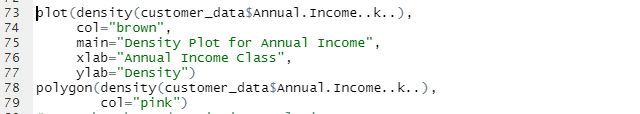 73 plot(density(customer_data$Annual.Income..k..),
74 col="brown",
75 main="Density Plot for Annual Income",
76 xlab="Annual Income Class",
77 ylab="Density")
78 polygon(density(customer_data$Annual.Income..k..),
79 col="pink")